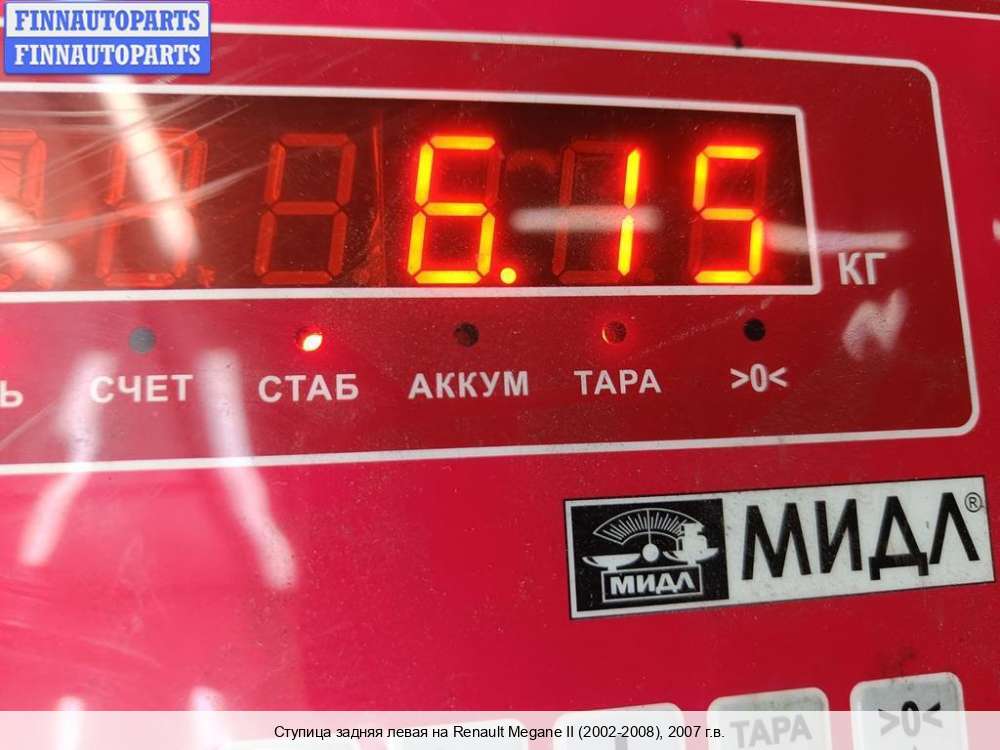 FINNAUTOPARTS
FINNAUTOPARTS
6.15
КГ
Ь СЧЕТ СТАБ АККУМ ТАРА >0<
МИДЛ МИДЛ®
ТАРА >0<
Ступица задняя левая на Renault Megane II (2002-2008), 2007 г.в.